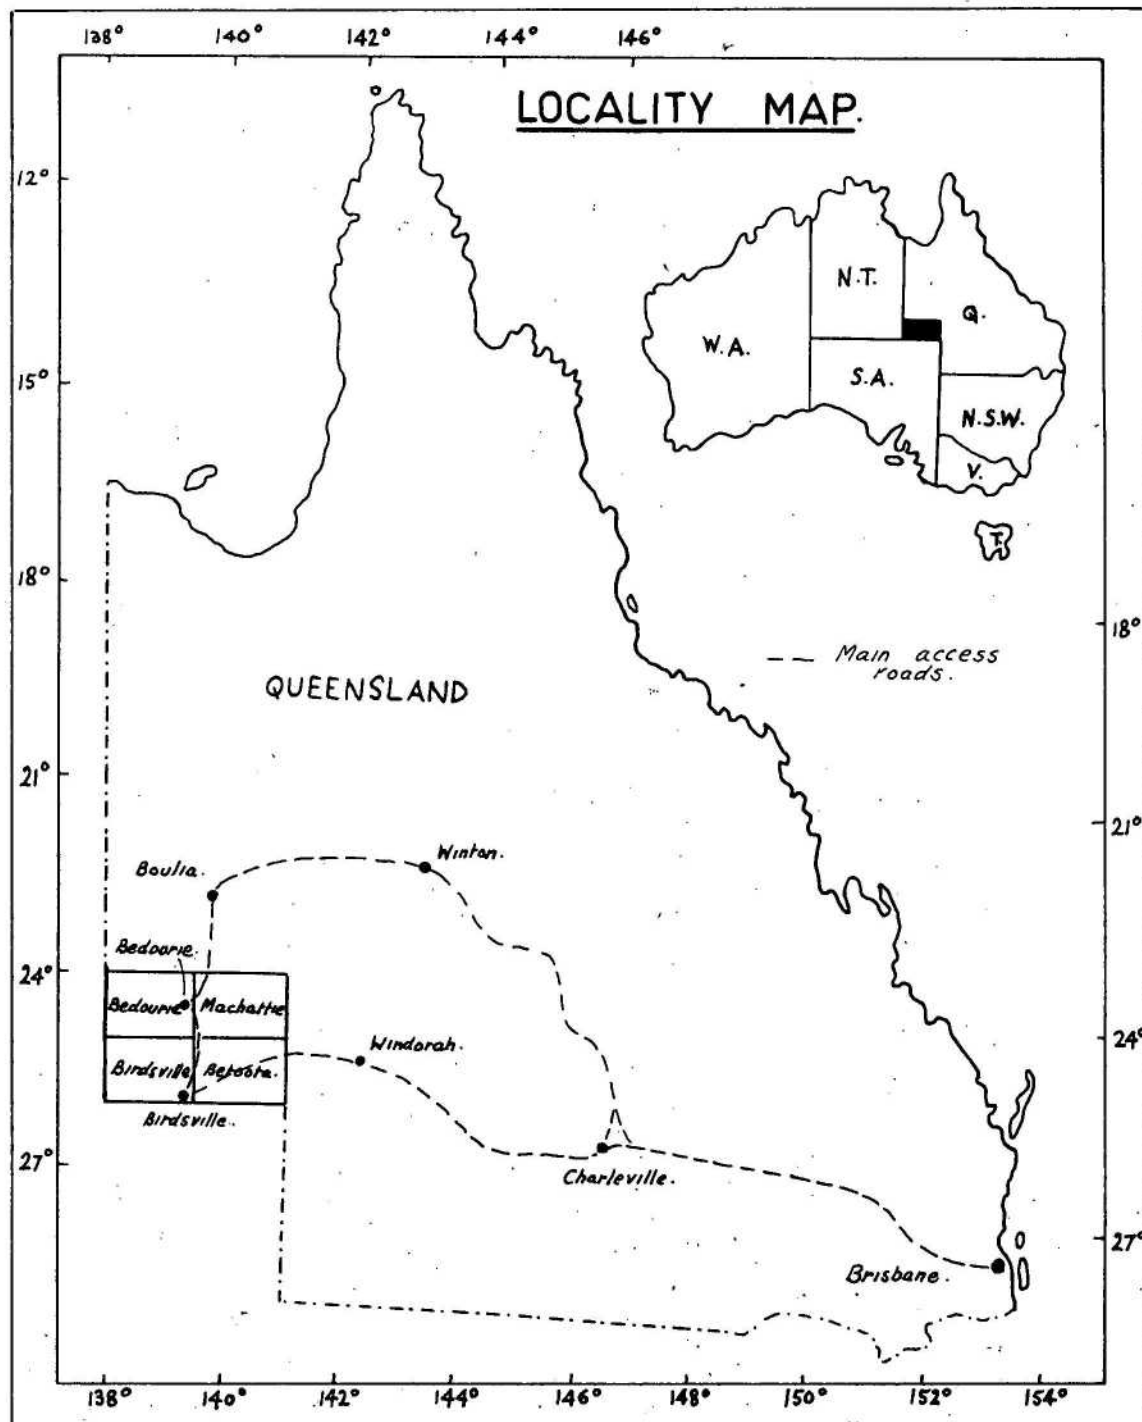 138° 140° 142° 144° 146°
LOCALITY MAP.
12°
N.T.
Q.
W.A.
S.A.
15°
N.S.W.
V.
T.
18°
18°
Main access
roads.
QUEENSLAND
21°
21°
Winton.
Boulia.
Bedourie.
24°
Bedourie Machattie
Windorah.
24°
Birdsville Betoota.
Birdsville.
27°
Charleville.
27°
Brisbane.
138° 140° 142° 144° 146° 148° 150° 152° 154°